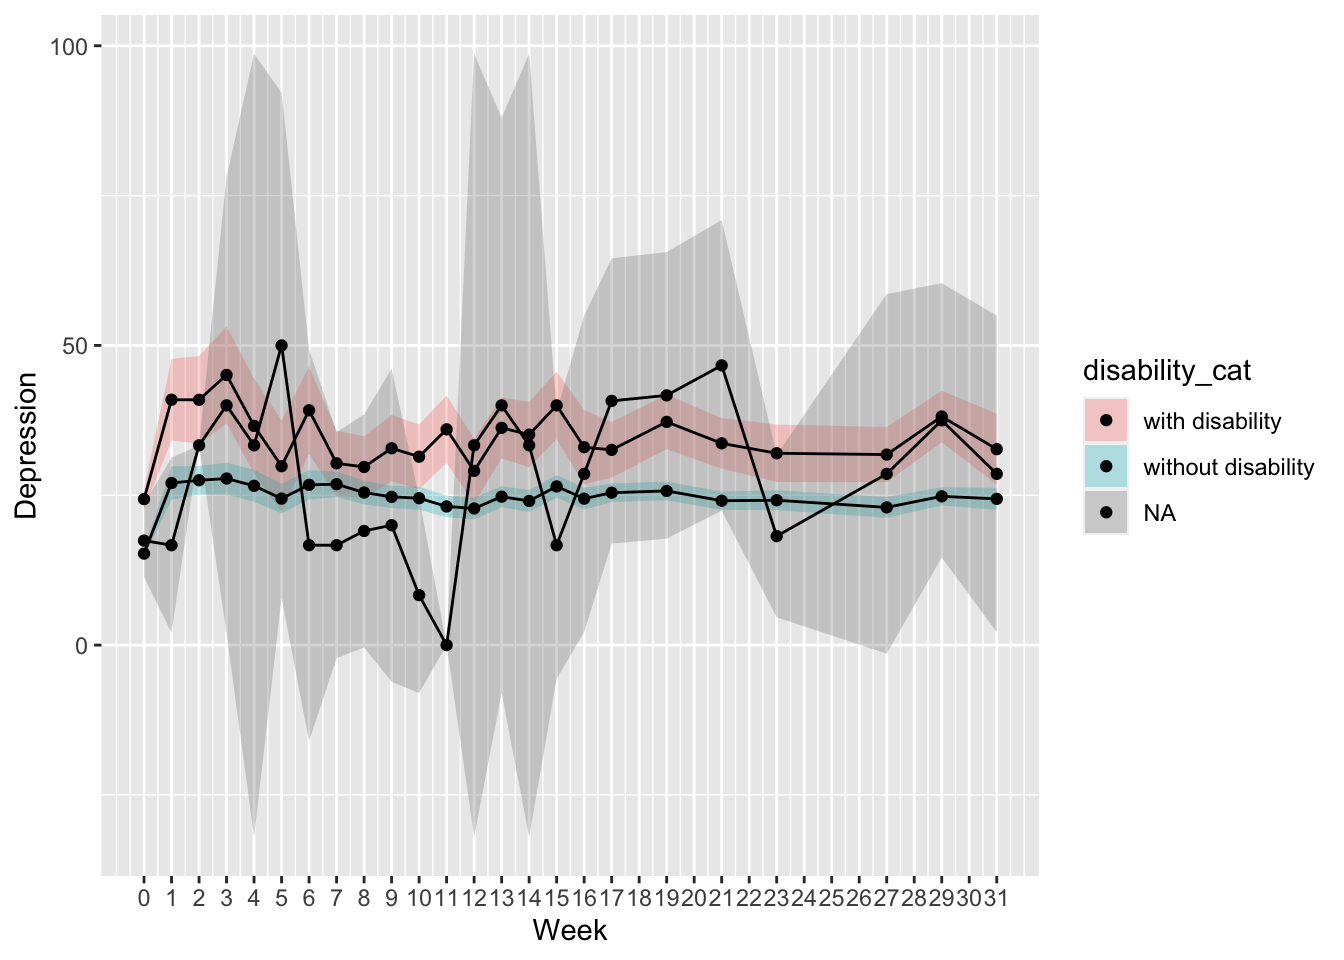 100
50
0
Depression
0 1 2 3 4 5 6 7 8 9 10 11 12 13 14 15 16 17 18 19 20 21 22 23 24 25 26 27 28 29 30 31
Week
disability_cat
with disability
without disability
NA